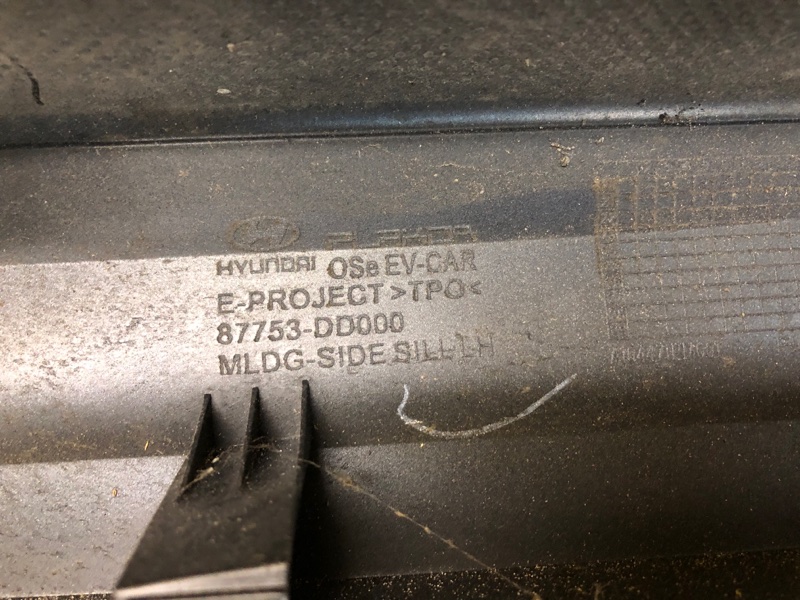 HYUNDAI OSe EV-CAR
E-PROJECT >TPO<
87753-DD000
MLDG-SIDE SILL LH